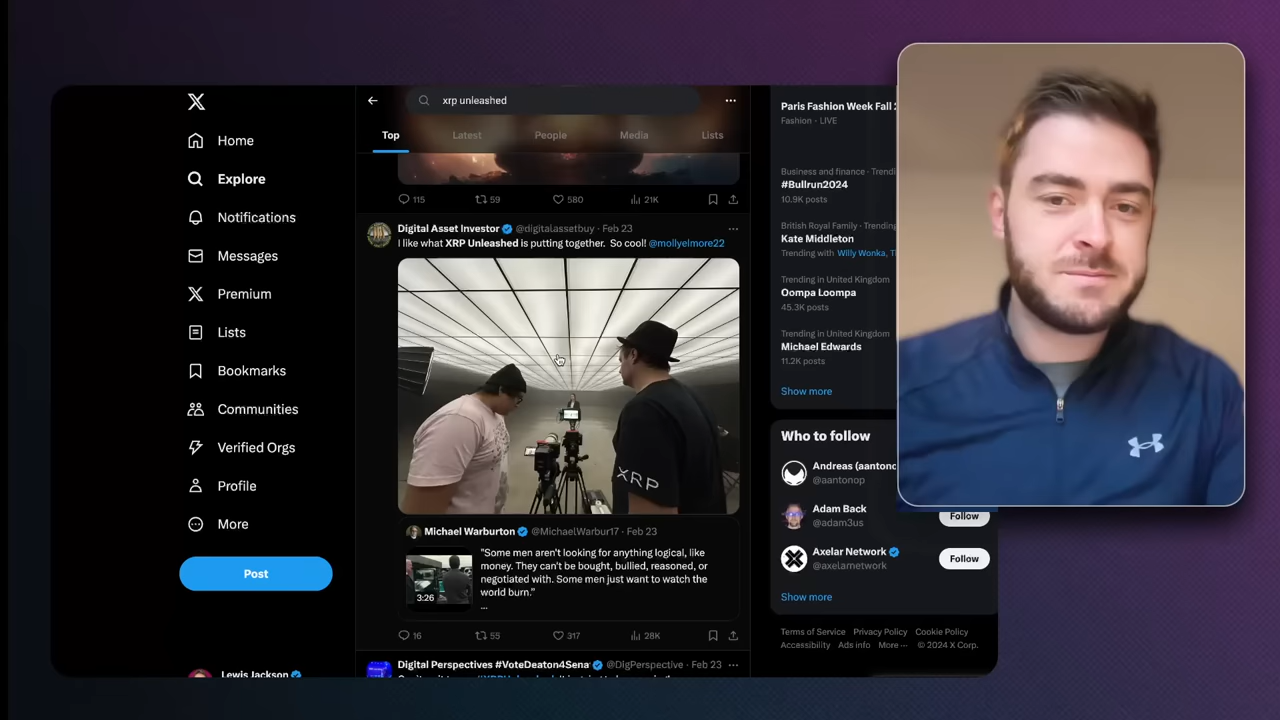 Home
Explore
Notifications
Messages
Premium
Lists
Bookmarks
Communities
Verified Orgs
Profile
More
Post
Lewis Jackson
xrp unleashed
Top
Latest
People
Media
Lists
115
59
580
21K
Digital Asset Investor @digitalassetbuy · Feb 23
I like what XRP Unleashed is putting together. So cool! @mollyelmore22
XRP
Michael Warburton @MichaelWarbur17 · Feb 23
"Some men aren't looking for anything logical, like
money. They can't be bought, bullied, reasoned, or
negotiated with. Some men just want to watch the
world burn."
...
3:26
16
55
317
28K
Digital Perspectives #VoteDeaton4Sena @DigPerspective · Feb 23
Paris Fashion Week Fall
Fashion · LIVE
Business and finance · Trendi
#Bullrun2024
10.9K posts
British Royal Family · Trending
Kate Middleton
Trending with Willy Wonka,
Trending in United Kingdom
Oompa Loompa
45.3K posts
Trending in United Kingdom
Michael Edwards
11.2K posts
Show more
Who to follow
Andreas (aantono
@aantonop
Follow
Adam Back
@adam3us
Follow
Axelar Network
@axelarnetwork
Follow
Show more
Terms of Service Privacy Policy Cookie Policy
Accessibility Ads info More ··· © 2024 X Corp.